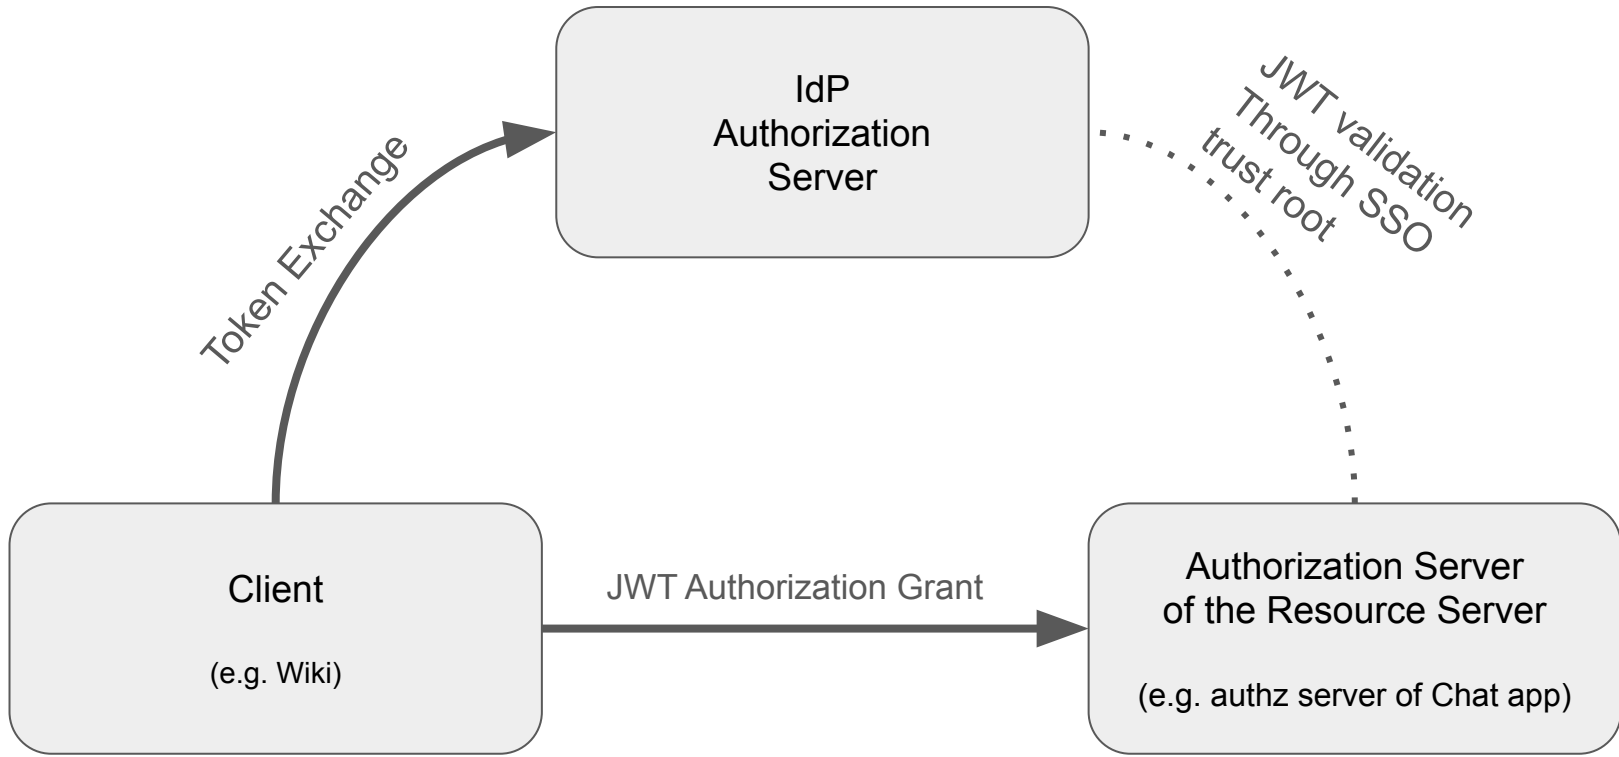 IdP
Authorization
Server
JWT validation
Through SSO
trust root
Token Exchange
Client
(e.g. Wiki)
JWT Authorization Grant
Authorization Server
of the Resource Server
(e.g. authz server of Chat app)